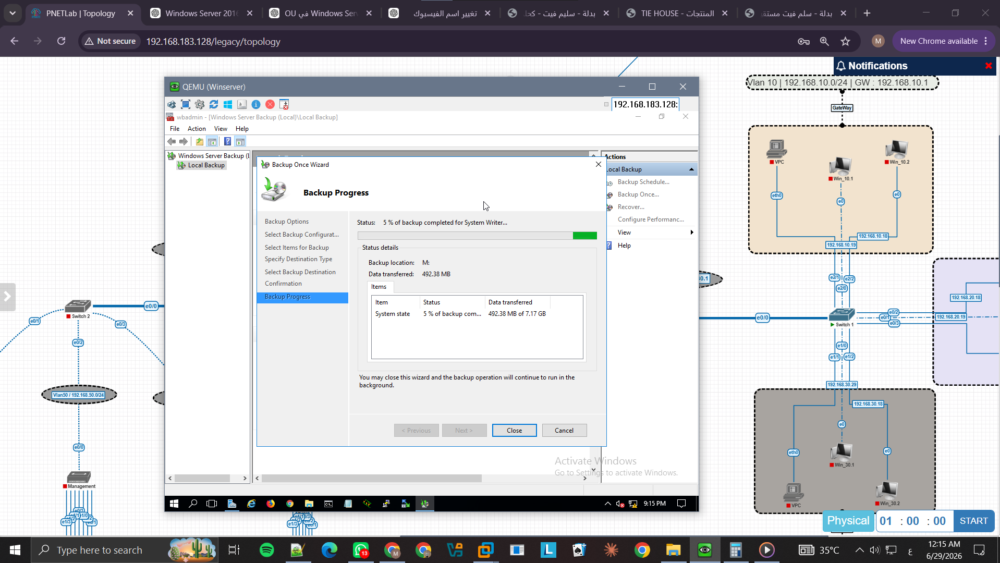 PNETLab | Topology
Windows Server 2016
OU في Windows Ser
تغيير اسم الفيسبوك
بدلة - سليم فيت - كحل
TIE HOUSE - المنتجات
بدلة - سلم فيت مستق
Not secure
192.168.183.128/legacy/topology
M
New Chrome available
Notifications
Vlan 10 | 192.168.10.0/24 | GW : 192.168.10.1
GateWay
QEMU (Winserver)
192.168.183.128:
wbadmin - [Windows Server Backup (Local)\Local Backup]
File Action View Help
Windows Server Backup (L
Local Backup
Backup Once Wizard
Backup Progress
Backup Options
Select Backup Configurat...
Select Items for Backup
Specify Destination Type
Select Backup Destination
Confirmation
Backup Progress
Status: 5 % of backup completed for System Writer...
Status details
Backup location: M:
Data transferred: 492.38 MB
Items
Item Status Data transferred
System state 5 % of backup com... 492.38 MB of 7.17 GB
You may close this wizard and the backup operation will continue to run in the
background.
< Previous
Next >
Close
Cancel
Actions
Local Backup
Backup Schedule...
Backup Once...
Recover...
Configure Performanc...
View
Help
Activate Windows
Go to Settings to activate Windows.
9:15 PM
VPC
Win_10.1
Win_10.2
eth0
e0
e0
192.168.10.18
192.168.10.19
e2/1
e2/2
e2/0
0.1
e0/0
Switch 1
e0/2
e0/1
e0/3
192.168.20.18
192.168.20.19
e1/0
e1/1
e1/2
192.168.30.29
192.168.30.18
e0
eth0
e0
Win_30.1
VPC
Win_30.2
Switch 2
e0/0
e0/1
e0/3
e0/2
Vlan50 / 192.168.50.0/24
e0/0
Management
e1/3
e1/3
Physical
01 : 00 : 00
START
Type here to search
13
35°C
ع
12:15 AM
6/29/2026